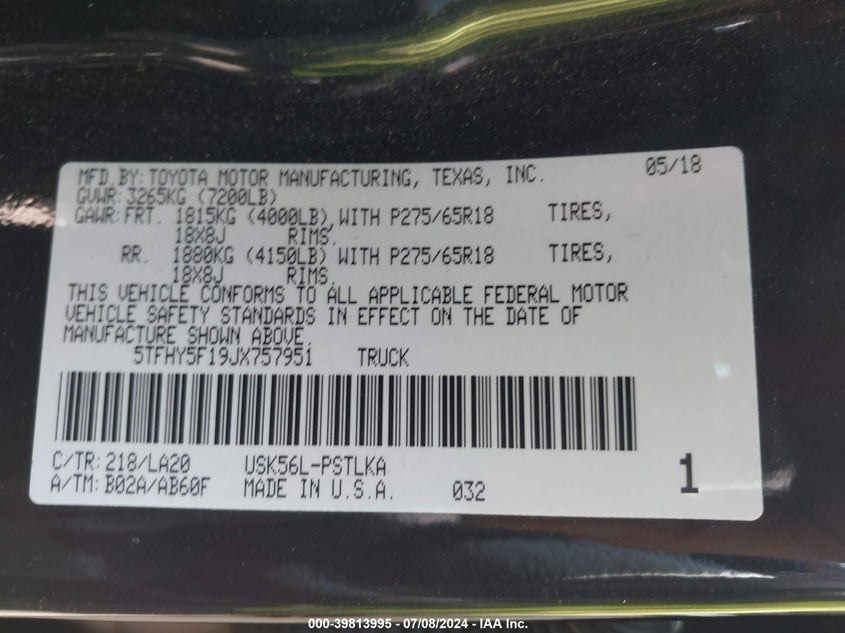 MFD.BY:TOYOTA MOTOR MANUFACTURING, TEXAS, INC. 05/18
GVWR:3265KG (7200LB)
GAWR:FRT. 1815KG (4000LB),WITH P275/65R18 TIRES,
18X8J RIMS.
RR. 1880KG (4150LB) WITH P275/65R18 TIRES,
18X8J RIMS,
THIS VEHICLE CONFORMS TO ALL APPLICABLE FEDERAL MOTOR
VEHICLE SAFETY STANDARDS IN EFFECT ON THE DATE OF
MANUFACTURE SHOWN ABOVE.
5TFHY5F19JX757951 TRUCK
C/TR:218/LA20 USK56L-PSTLKA
A/TM:B02A/AB60F MADE IN U.S.A. 032 1
000-39813995 - 07/08/2024 - IAA Inc.